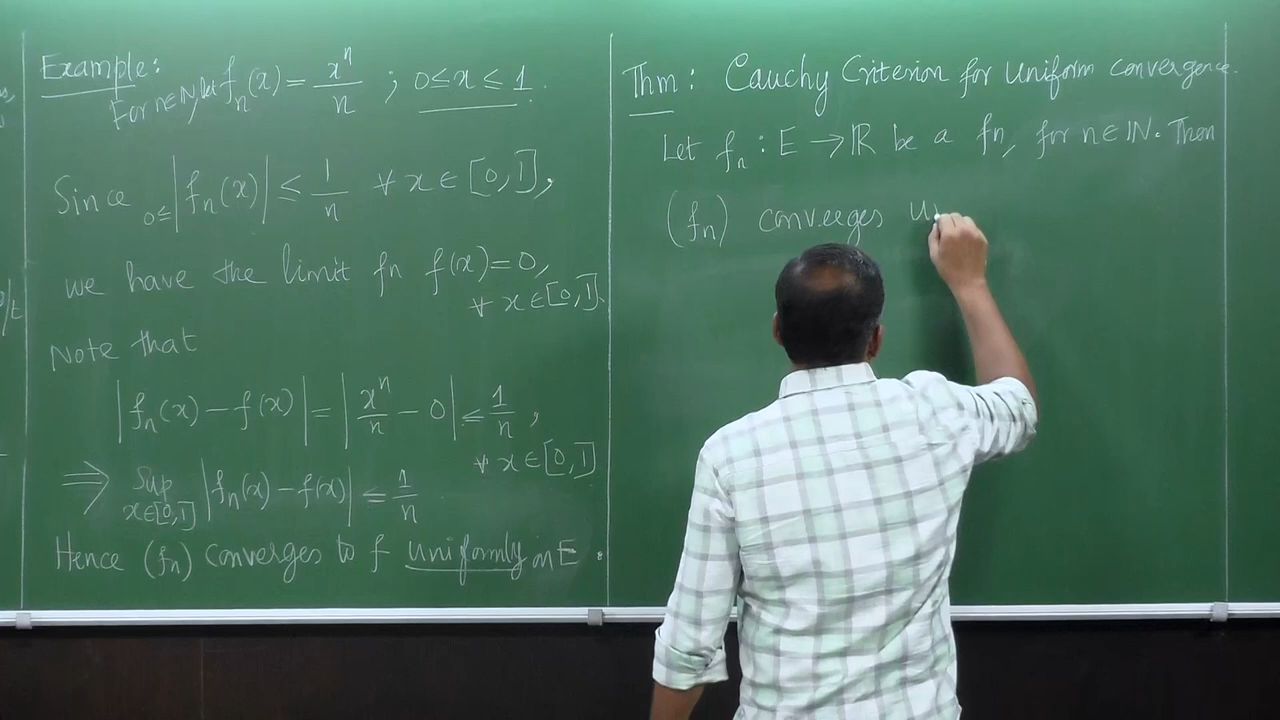 Example:
For n∈ℕ, let fₙ(x) = xⁿ/n ; 0≤x≤1.
Since 0≤|fₙ(x)| ≤ 1/n ∀ x∈[0,1],
we have the limit fn f(x)=0,
∀ x∈[0,1].
Note that
|fₙ(x) − f(x)| = |xⁿ/n − 0| ≤ 1/n,
∀ x∈[0,1]
⟹ Sup x∈[0,1] |fₙ(x) − f(x)| ≤ 1/n
Hence (fₙ) converges to f uniformly on E.
Thm: Cauchy Criterion for Uniform convergence.
Let fₙ : E → ℝ be a fn, for n∈ℕ. Then
(fₙ) converges